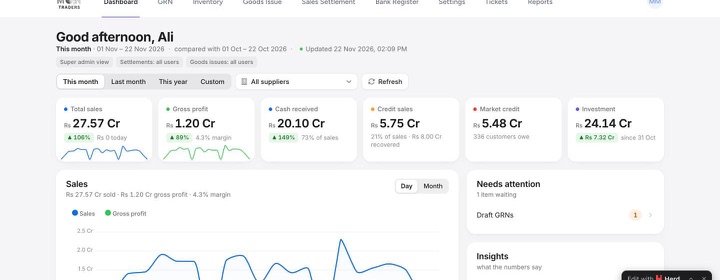 TRADERS
Dashboard GRN Inventory Goods Issue Sales Settlement Bank Register Settings Tickets Reports
MM
Good afternoon, Ali
This month · 01 Nov – 22 Nov 2026 · compared with 01 Oct – 22 Oct 2026 · Updated 22 Nov 2026, 02:09 PM
Super admin view Settlements: all users Goods issues: all users
This month Last month This year Custom All suppliers Refresh
Total sales
Rs 27.57 Cr
▲ 106% Rs 0 today
Gross profit
Rs 1.20 Cr
▲ 89% 4.3% margin
Cash received
Rs 20.10 Cr
▲ 149% 73% of sales
Credit sales
Rs 5.75 Cr
21% of sales · Rs 8.00 Cr
recovered
Market credit
Rs 5.48 Cr
336 customers owe
Investment
Rs 24.14 Cr
▲ Rs 7.32 Cr since 31 Oct
Sales
Rs 27.57 Cr sold · Rs 1.20 Cr gross profit · 4.3% margin
Day Month
Sales Gross profit
2.5 Cr
2.0 Cr
1.5 Cr
Needs attention
1 item waiting
Draft GRNs 1
Insights
what the numbers say
Edit with Herd